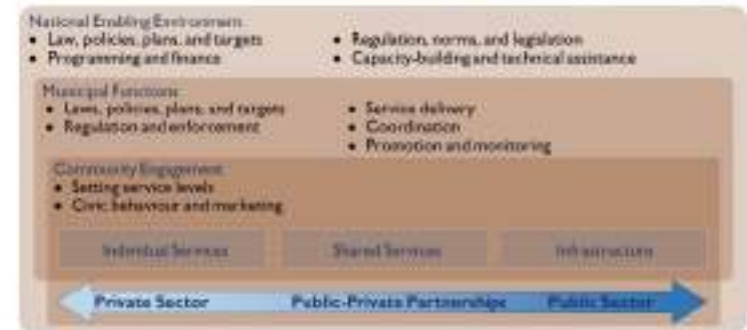 National Enabling Environment
• Law, policies, plans, and targets
• Programming and finance
• Regulation, norms, and legislation
• Capacity-building and technical assistance
Municipal Functions
• Laws, policies, plans, and targets
• Regulation and enforcement
• Service delivery
• Coordination
• Promotion and monitoring
Community Engagement
• Setting service levels
• Civic behaviour and marketing
Individual Services
Shared Services
Infrastructure
Private Sector
Public-Private Partnerships
Public Sector